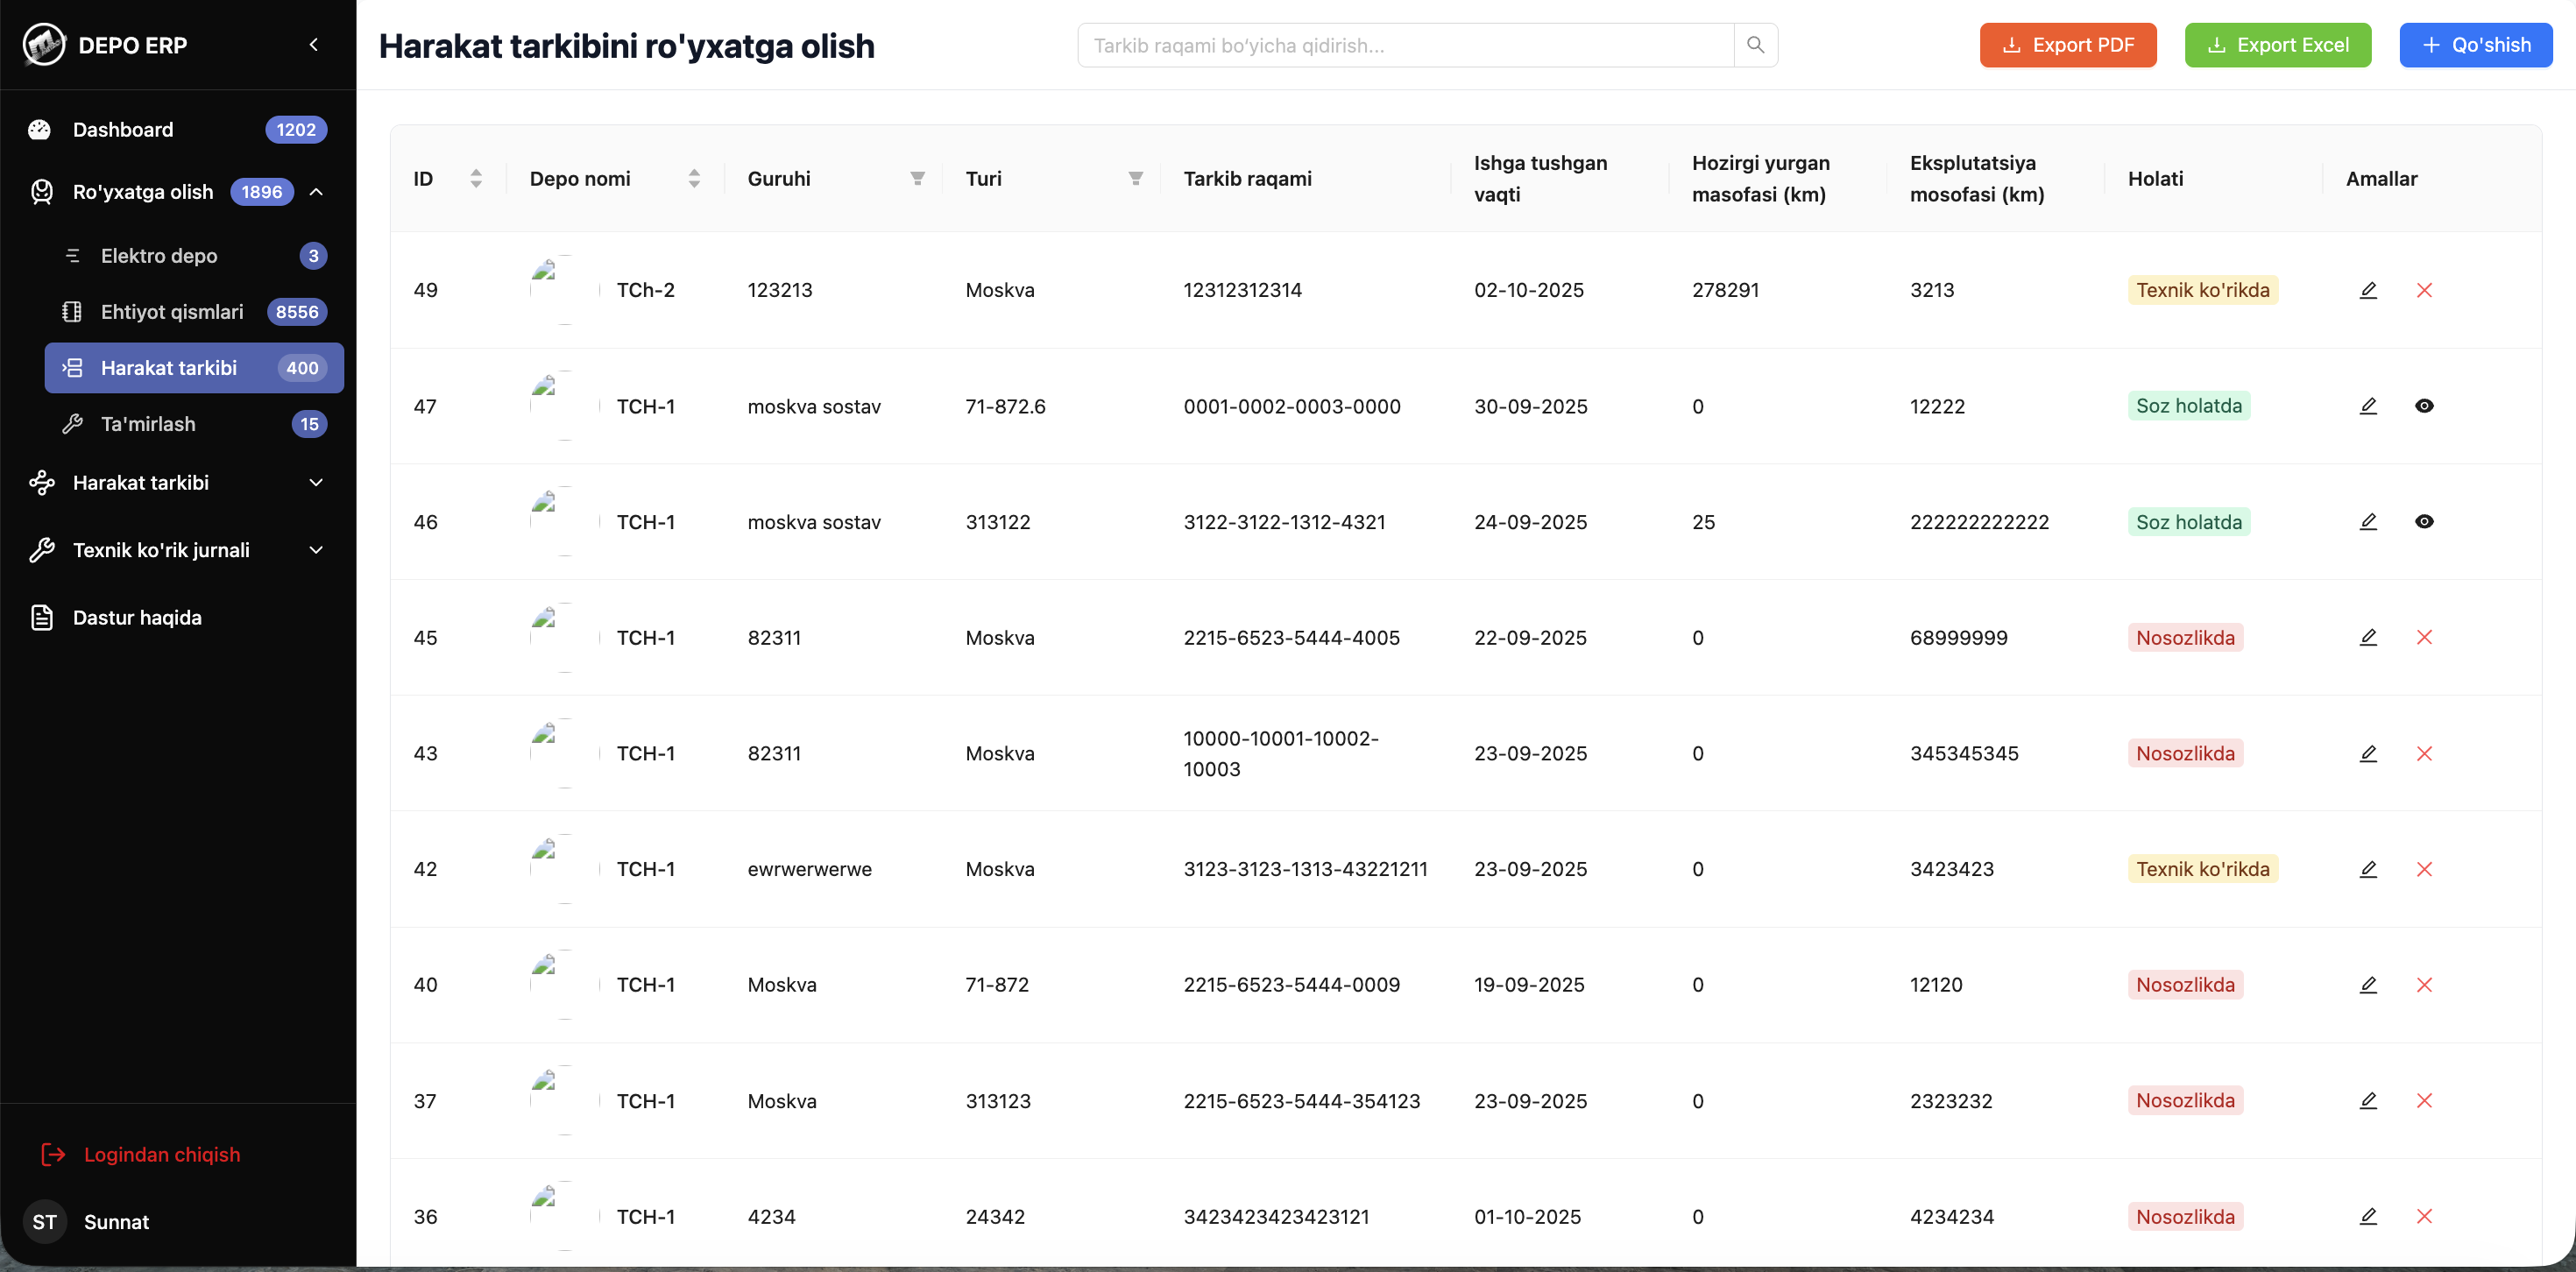 DEPO ERP
Dashboard 1202
Ro'yxatga olish 1896
Elektro depo 3
Ehtiyot qismlari 8556
Harakat tarkibi 400
Ta'mirlash 15
Harakat tarkibi
Texnik ko'rik jurnali
Dastur haqida
Logindan chiqish
ST Sunnat
Harakat tarkibini ro'yxatga olish
Tarkib raqami bo‘yicha qidirish...
Export PDF
Export Excel
Qo'shish
ID Depo nomi Guruhi Turi Tarkib raqami Ishga tushgan vaqti Hozirgi yurgan masofasi (km) Eksplutatsiya mosofasi (km) Holati Amallar
49 TCh-2 123213 Moskva 12312312314 02-10-2025 278291 3213 Texnik ko'rikda
47 TCH-1 moskva sostav 71-872.6 0001-0002-0003-0000 30-09-2025 0 12222 Soz holatda
46 TCH-1 moskva sostav 313122 3122-3122-1312-4321 24-09-2025 25 222222222222 Soz holatda
45 TCH-1 82311 Moskva 2215-6523-5444-4005 22-09-2025 0 68999999 Nosozlikda
43 TCH-1 82311 Moskva 10000-10001-10002-10003 23-09-2025 0 345345345 Nosozlikda
42 TCH-1 ewrwerwerwe Moskva 3123-3123-1313-43221211 23-09-2025 0 3423423 Texnik ko'rikda
40 TCH-1 Moskva 71-872 2215-6523-5444-0009 19-09-2025 0 12120 Nosozlikda
37 TCH-1 Moskva 313123 2215-6523-5444-354123 23-09-2025 0 2323232 Nosozlikda
36 TCH-1 4234 24342 3423423423423121 01-10-2025 0 4234234 Nosozlikda